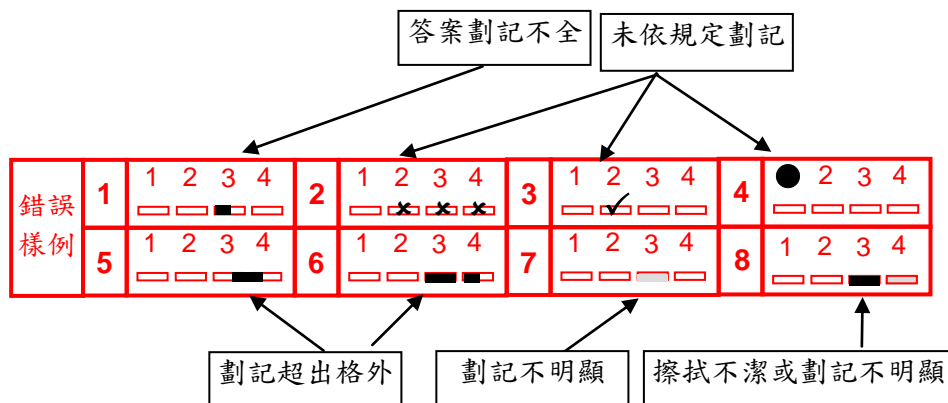 答案劃記不全
未依規定劃記
錯誤
樣例
1
1 2 3 4
2
1 2 3 4
3
1 2 3 4
4
2 3 4
5
1 2 3 4
6
1 2 3 4
7
1 2 3 4
8
1 2 3 4
劃記超出格外
劃記不明顯
擦拭不潔或劃記不明顯